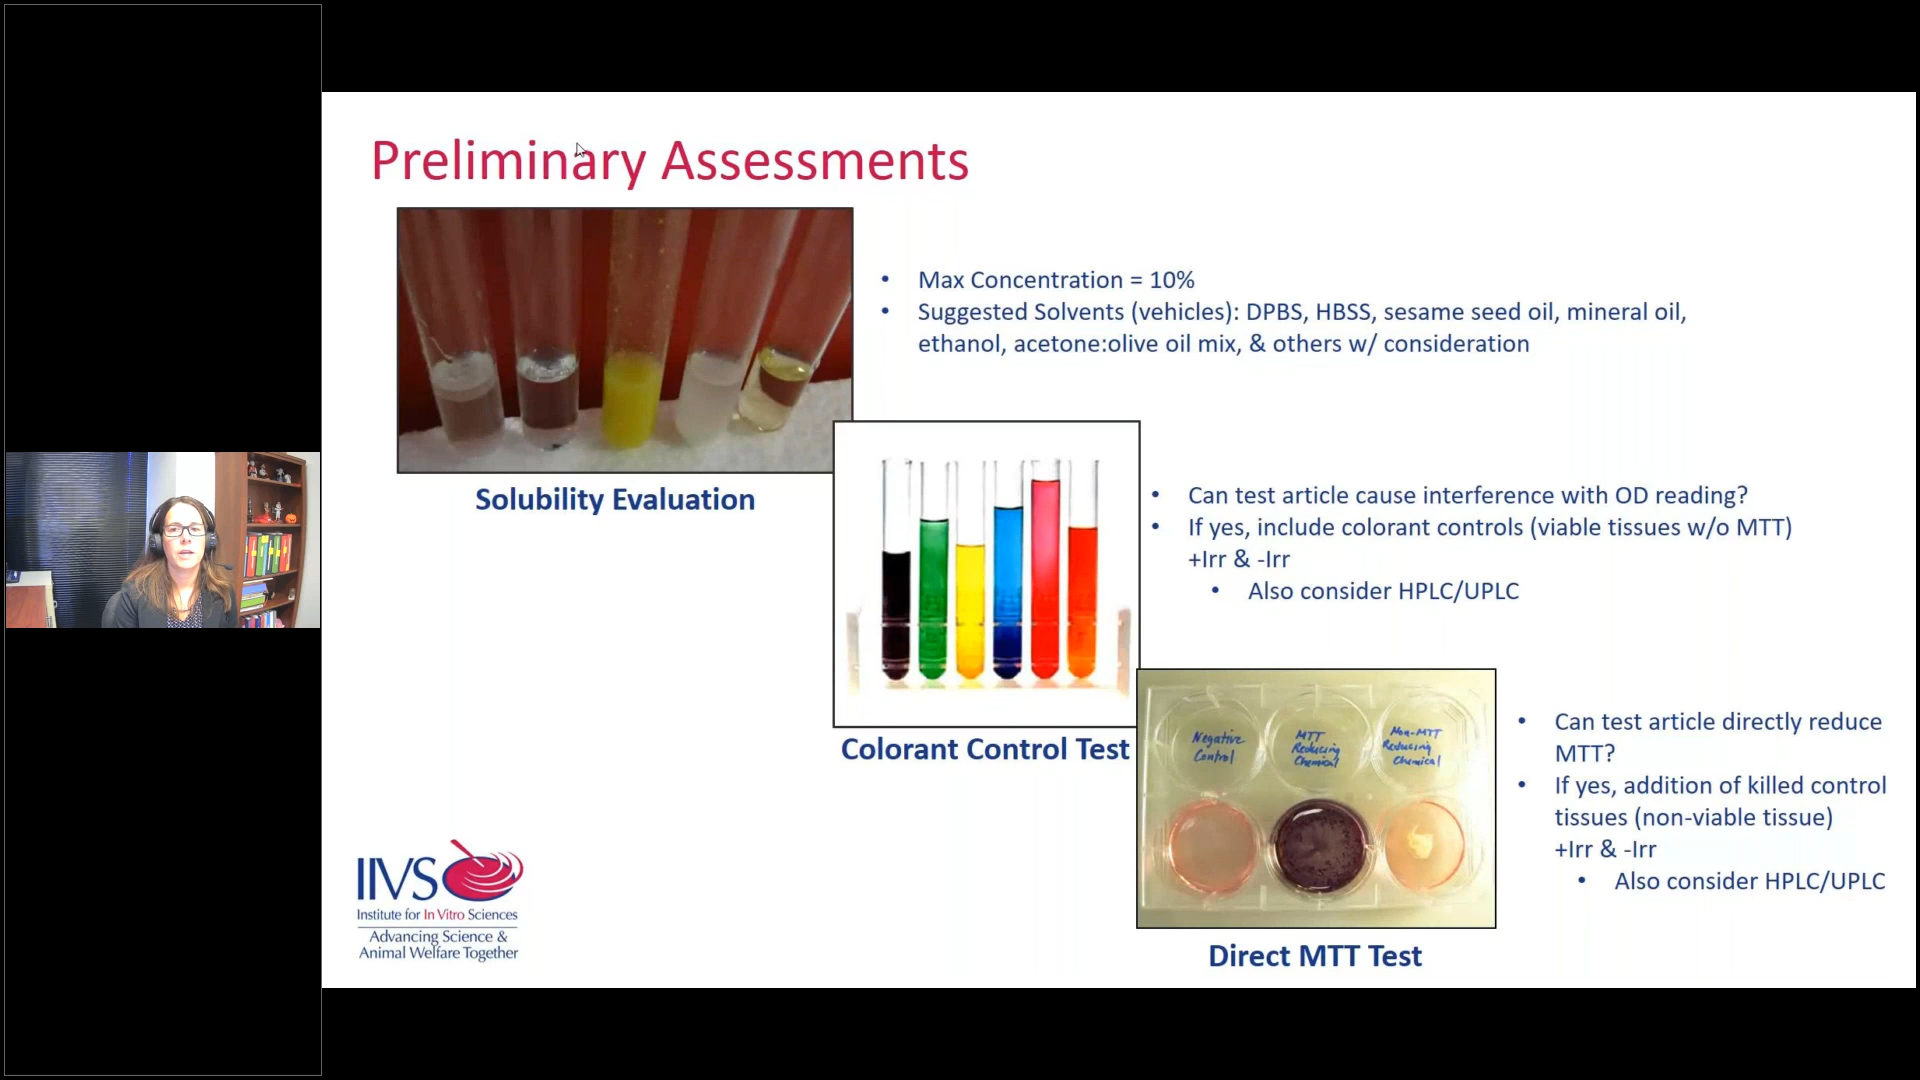 Preliminary Assessments
• Max Concentration = 10%
• Suggested Solvents (vehicles): DPBS, HBSS, sesame seed oil, mineral oil,
ethanol, acetone:olive oil mix, & others w/ consideration
Solubility Evaluation
• Can test article cause interference with OD reading?
• If yes, include colorant controls (viable tissues w/o MTT)
+Irr & -Irr
• Also consider HPLC/UPLC
Colorant Control Test
Negative
Control
MTT
Reducing
Chemical
Non-MTT
Reducing
Chemical
• Can test article directly reduce
MTT?
• If yes, addition of killed control
tissues (non-viable tissue)
+Irr & -Irr
• Also consider HPLC/UPLC
Direct MTT Test
IIVS
Institute for In Vitro Sciences
Advancing Science &
Animal Welfare Together